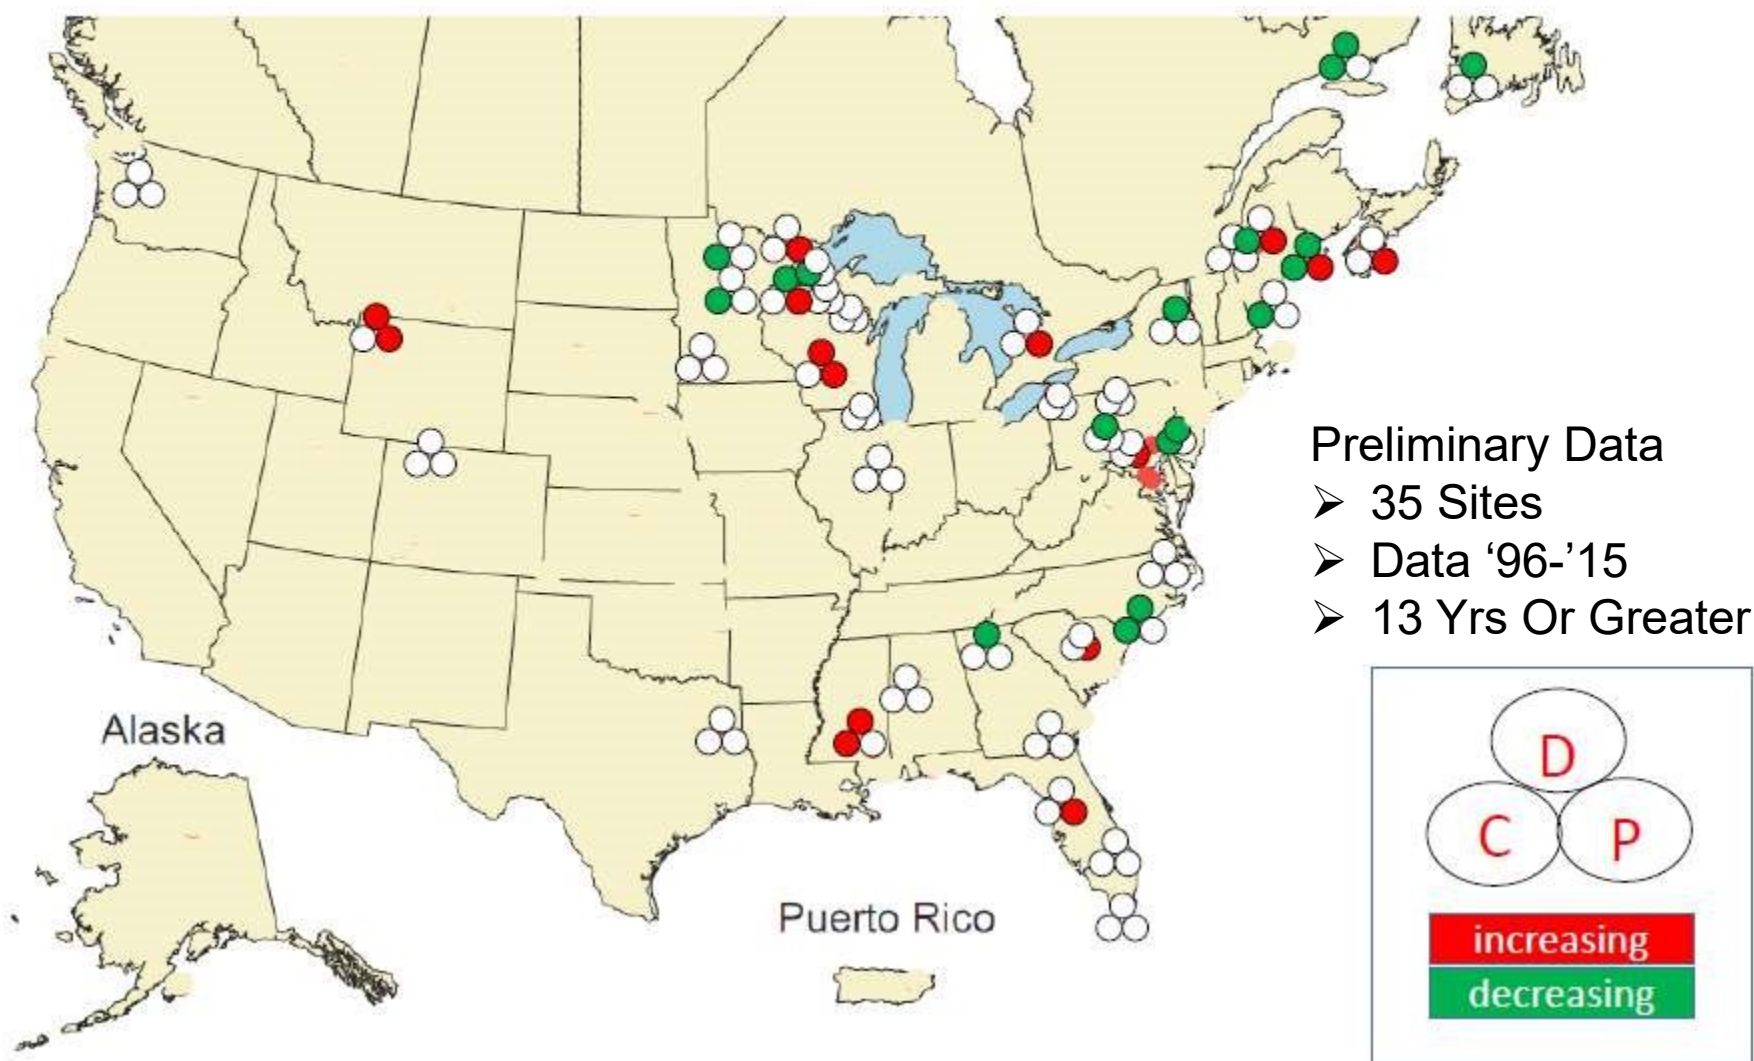 Preliminary Data
➢ 35 Sites
➢ Data ‘96-’15
➢ 13 Yrs Or Greater
Alaska
Puerto Rico
D
C P
increasing
decreasing